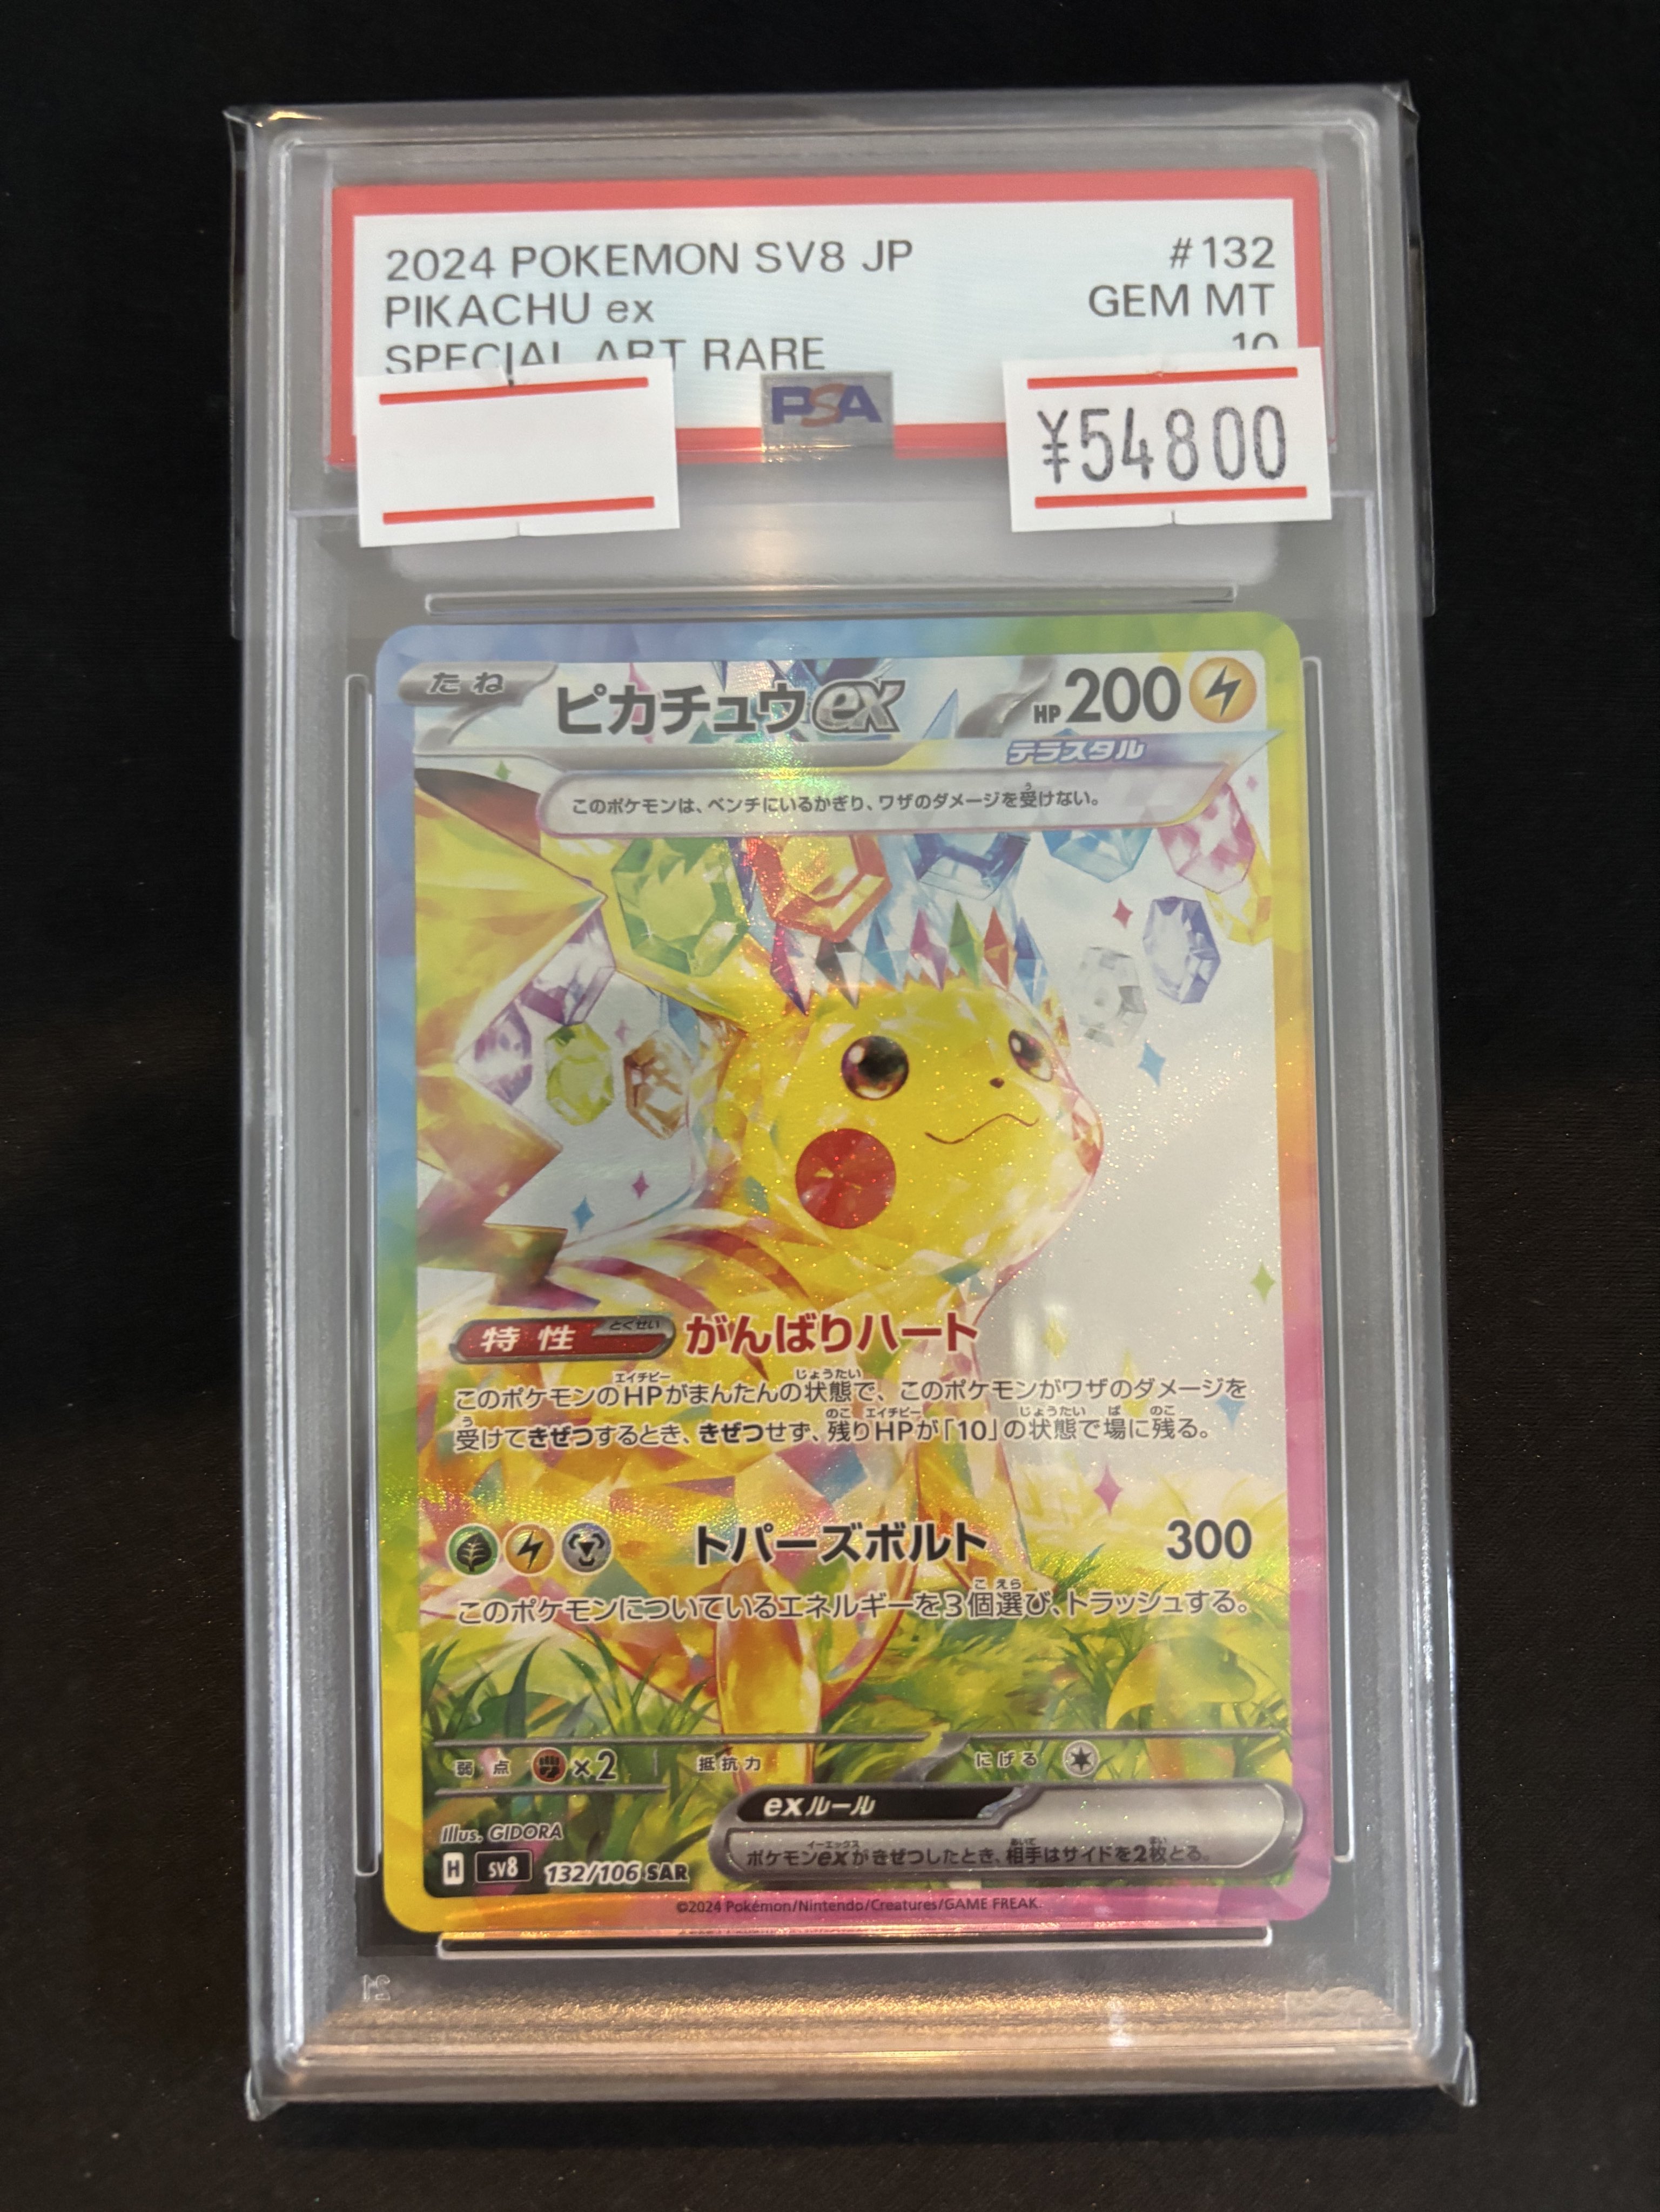 2024 POKEMON SV8 JP #132
PIKACHU ex GEM MT
SPECIAL ART RARE 10
PSA
¥54800
たね ピカチュウex HP200
テラスタル
このポケモンは、ベンチにいるかぎり、ワザのダメージを受けない。
特性 とくせい がんばりハート
このポケモンのHPがまんたんの状態で、このポケモンがワザのダメージを
受けてきぜつするとき、きぜつせず、残りHPが「10」の状態で場に残る。
トパーズボルト 300
このポケモンについているエネルギーを3個選び、トラッシュする。
弱点 ×2 抵抗力 にげる
exルール
ポケモンexがきぜつしたとき、相手はサイドを2枚とる。
Illus. GIDORA
H SV8 132/106 SAR
©2024 Pokémon/Nintendo/Creatures/GAME FREAK.